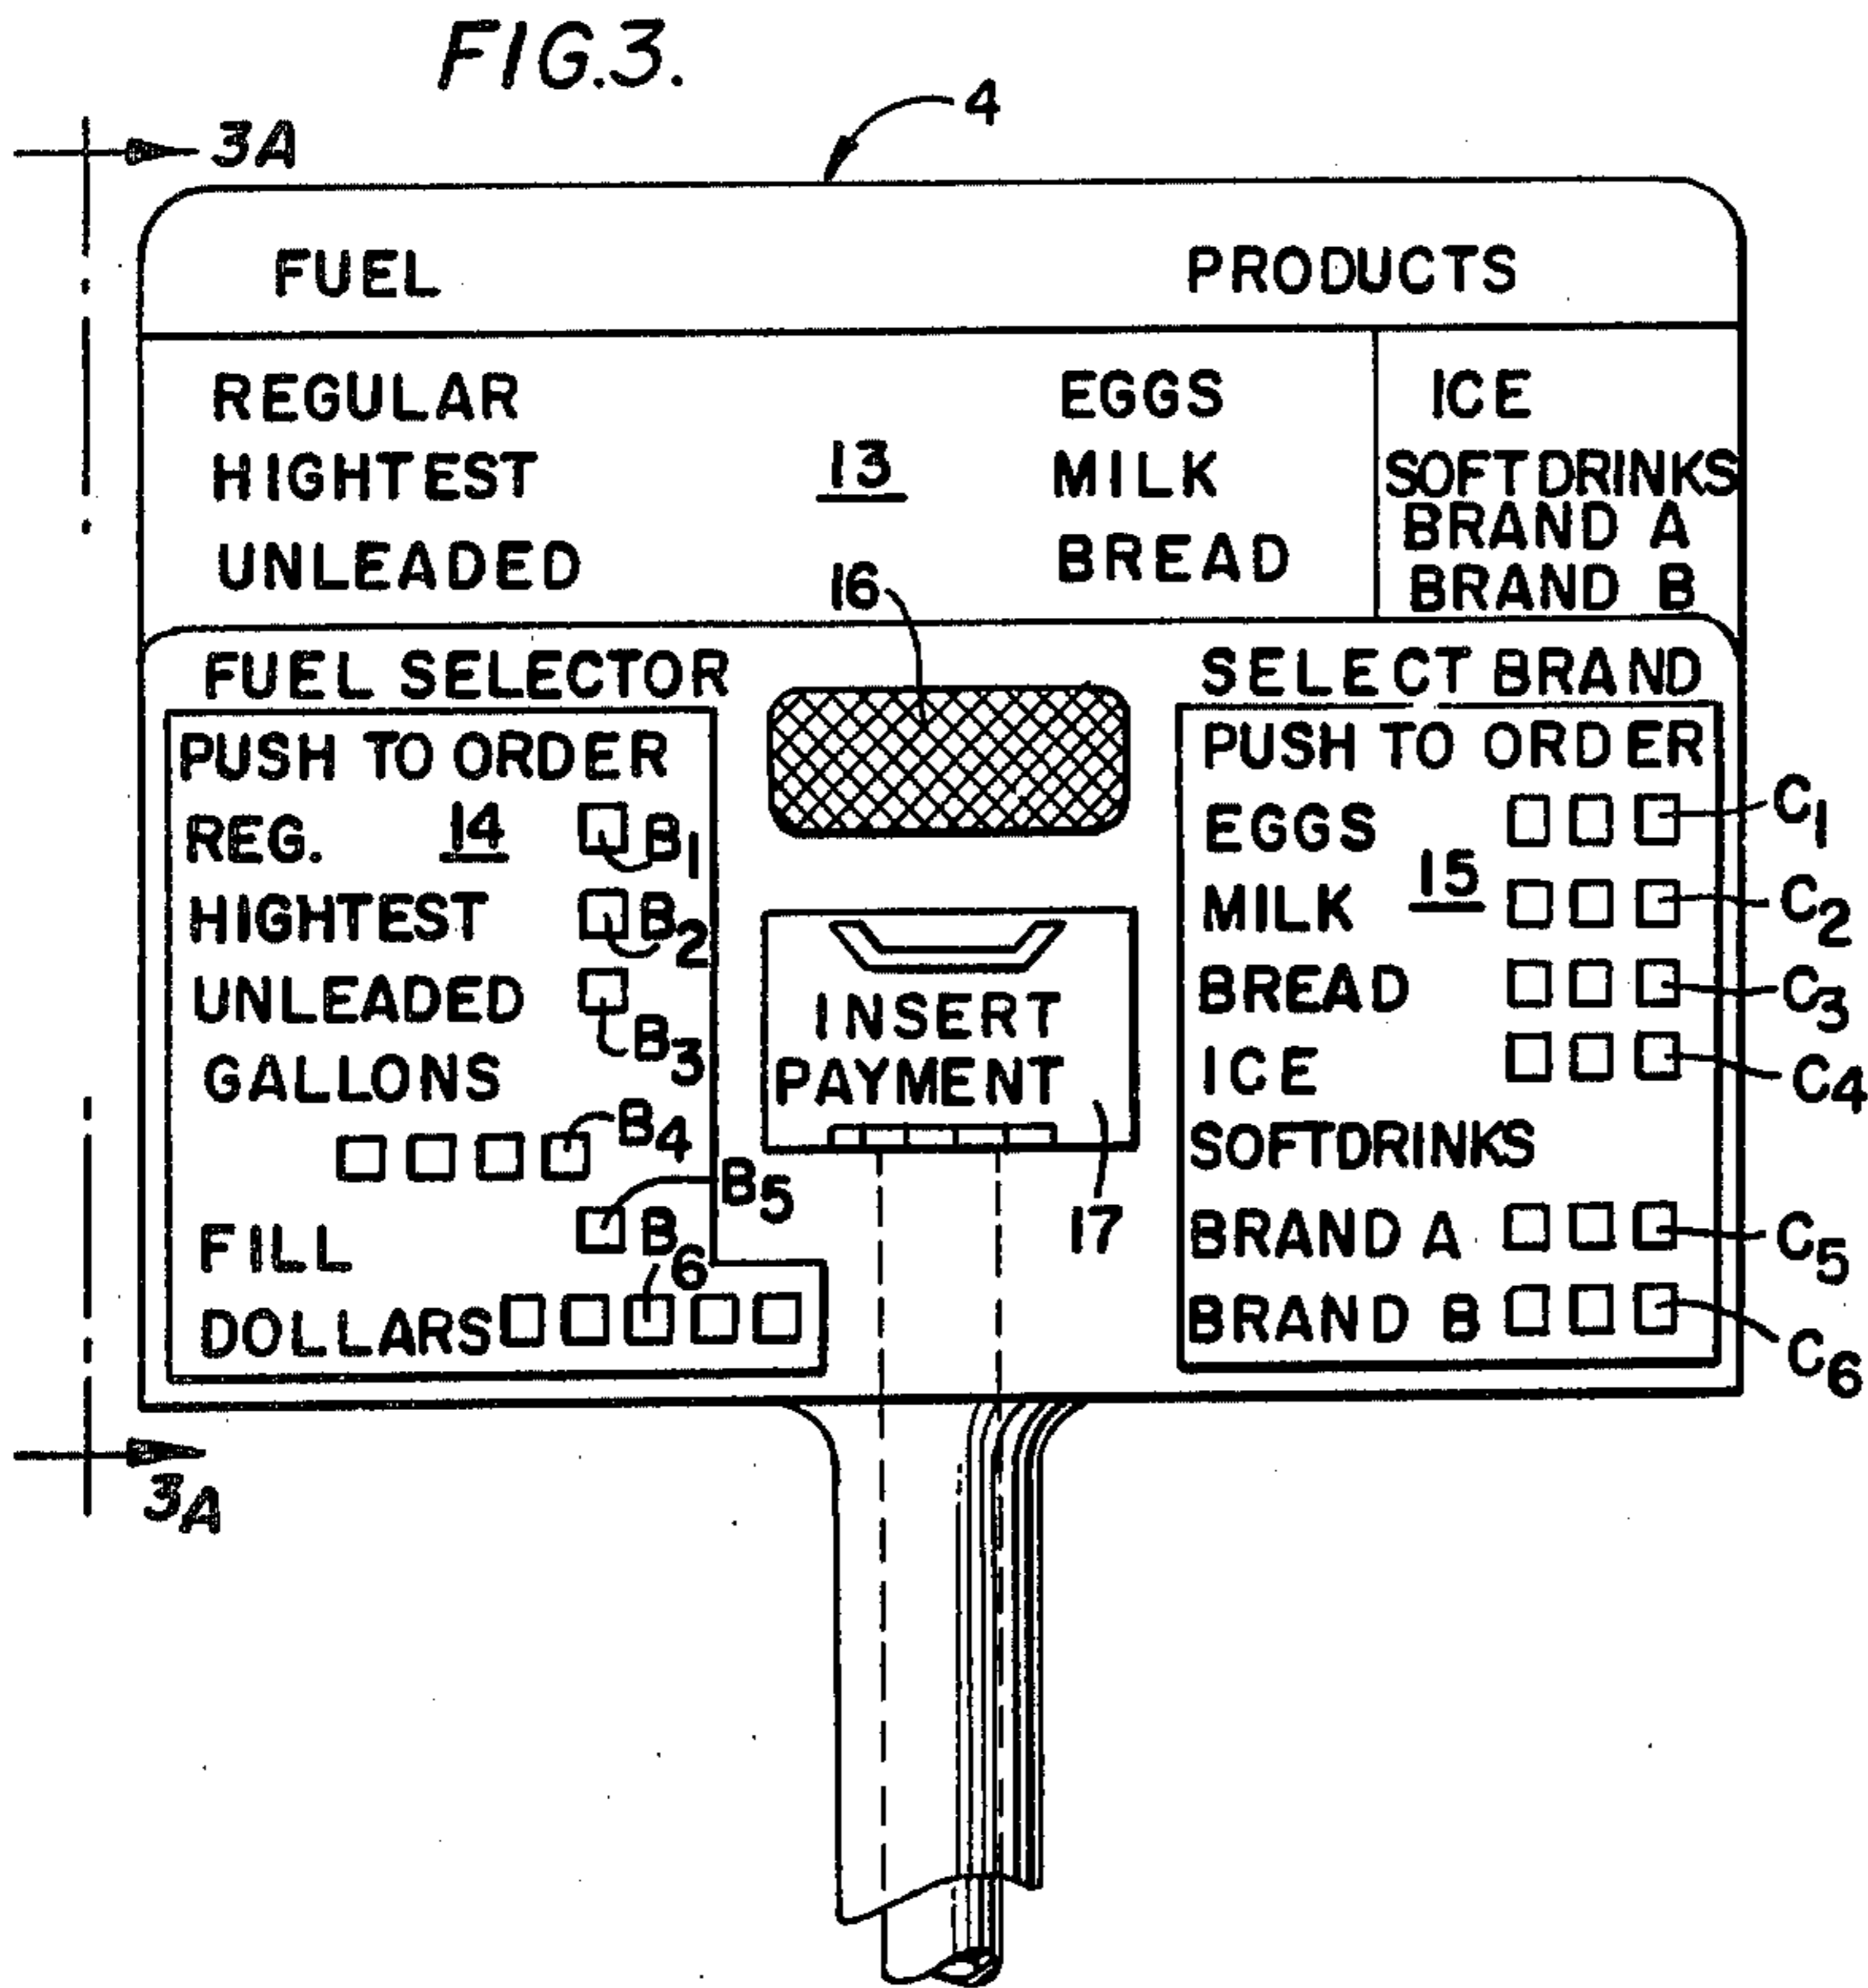 FIG.3.
4
3A
FUEL PRODUCTS
REGULAR EGGS ICE
HIGHTEST 13 MILK SOFT DRINKS
BRAND A
UNLEADED 16 BREAD BRAND B
FUEL SELECTOR
PUSH TO ORDER
REG. 14 B1
HIGHTEST B2
UNLEADED B3
GALLONS
B4
B5
FILL B6
DOLLARS
INSERT
PAYMENT
17
SELECT BRAND
PUSH TO ORDER
EGGS C1
15
MILK C2
BREAD C3
ICE C4
SOFTDRINKS
BRAND A C5
BRAND B C6
3A